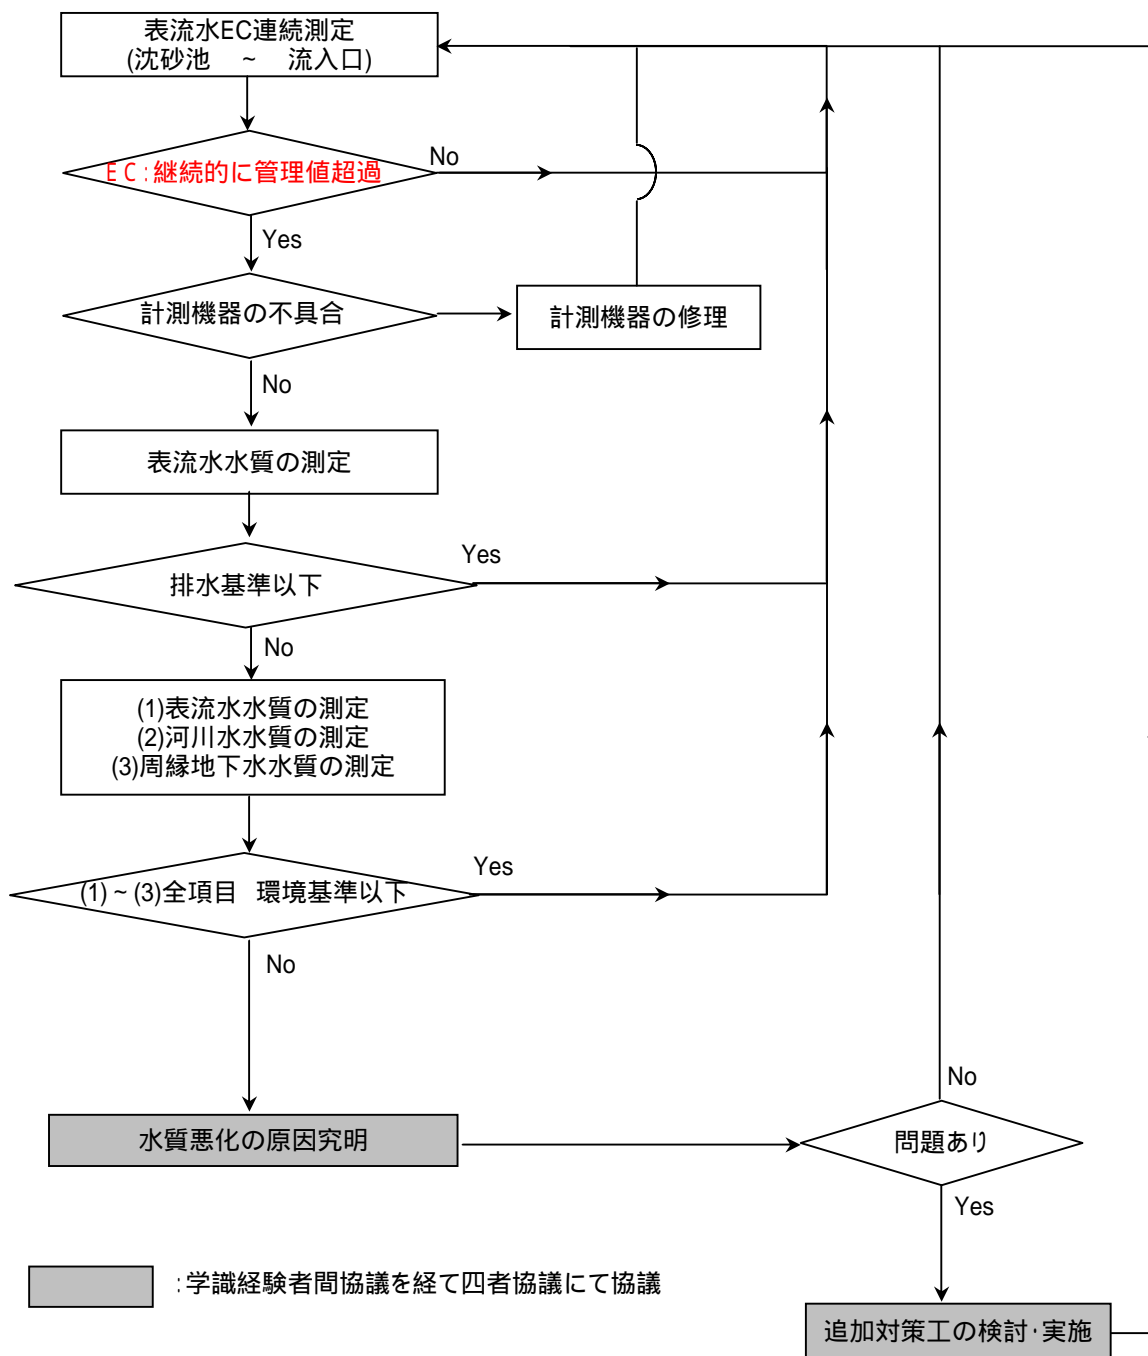 表流水EC連続測定
(沈砂池　~　流入口)
EC:継続的に管理値超過
No
Yes
計測機器の不具合
計測機器の修理
No
表流水水質の測定
排水基準以下
Yes
No
(1)表流水水質の測定
(2)河川水水質の測定
(3)周縁地下水水質の測定
(1)~(3)全項目　環境基準以下
Yes
No
水質悪化の原因究明
問題あり
No
Yes
:学識経験者間協議を経て四者協議にて協議
追加対策工の検討･実施